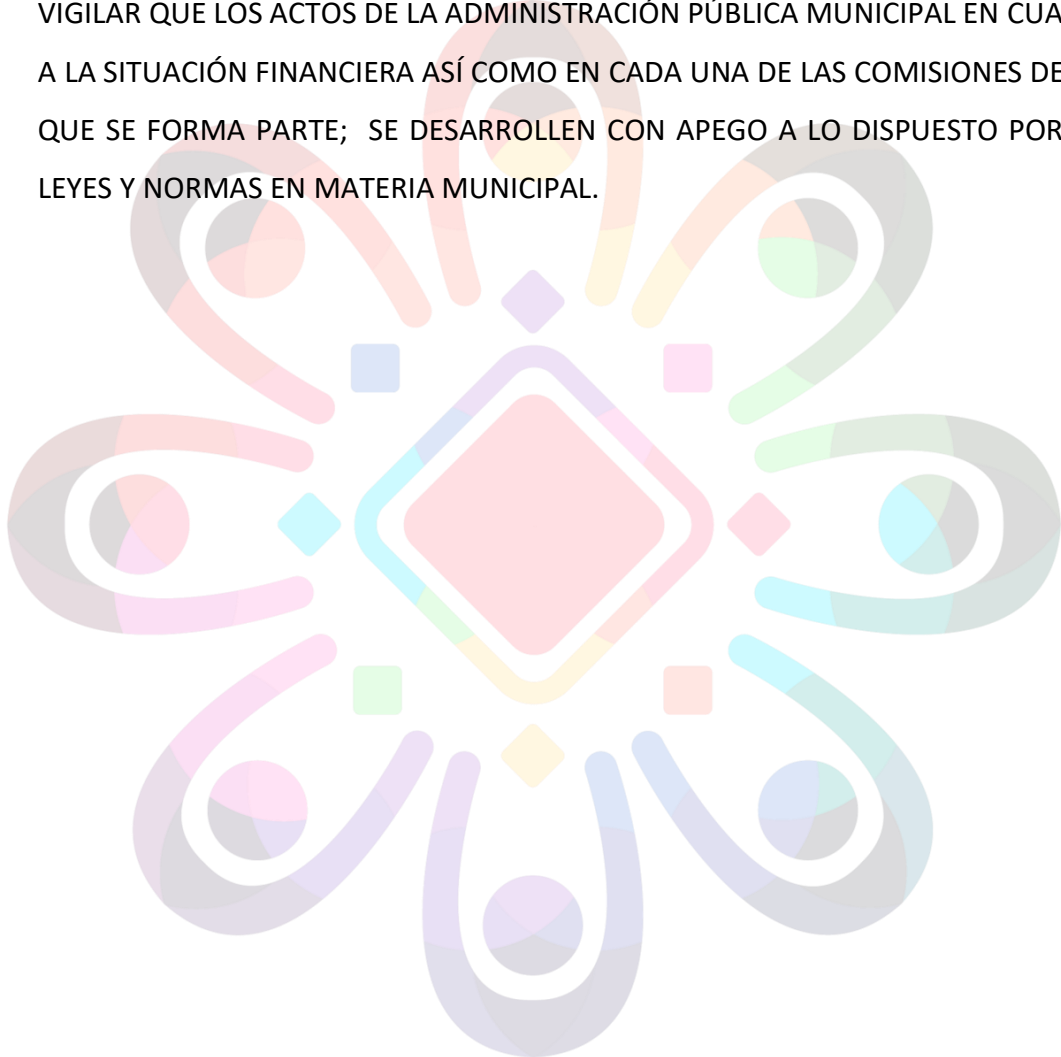 VIGILAR QUE LOS ACTOS DE LA ADMINISTRACIÓN PÚBLICA MUNICIPAL EN CUA
A LA SITUACIÓN FINANCIERA ASÍ COMO EN CADA UNA DE LAS COMISIONES DE
QUE SE FORMA PARTE; SE DESARROLLEN CON APEGO A LO DISPUESTO POR
LEYES Y NORMAS EN MATERIA MUNICIPAL.